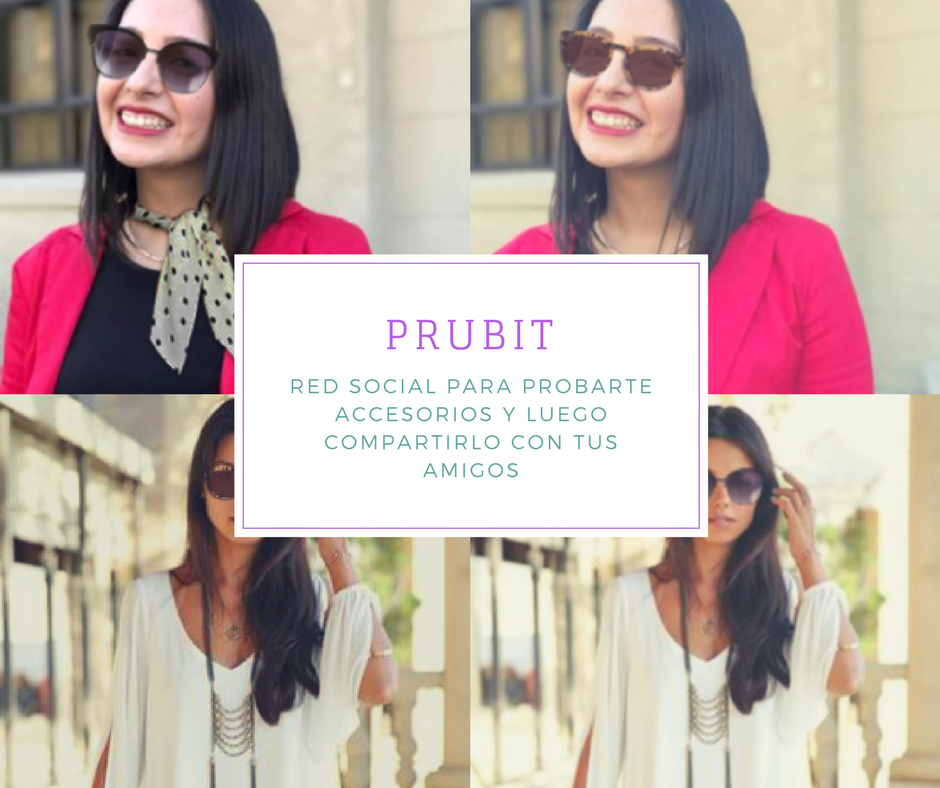 PRUBIT
RED SOCIAL PARA PROBARTE
ACCESORIOS Y LUEGO
COMPARTIRLO CON TUS
AMIGOS